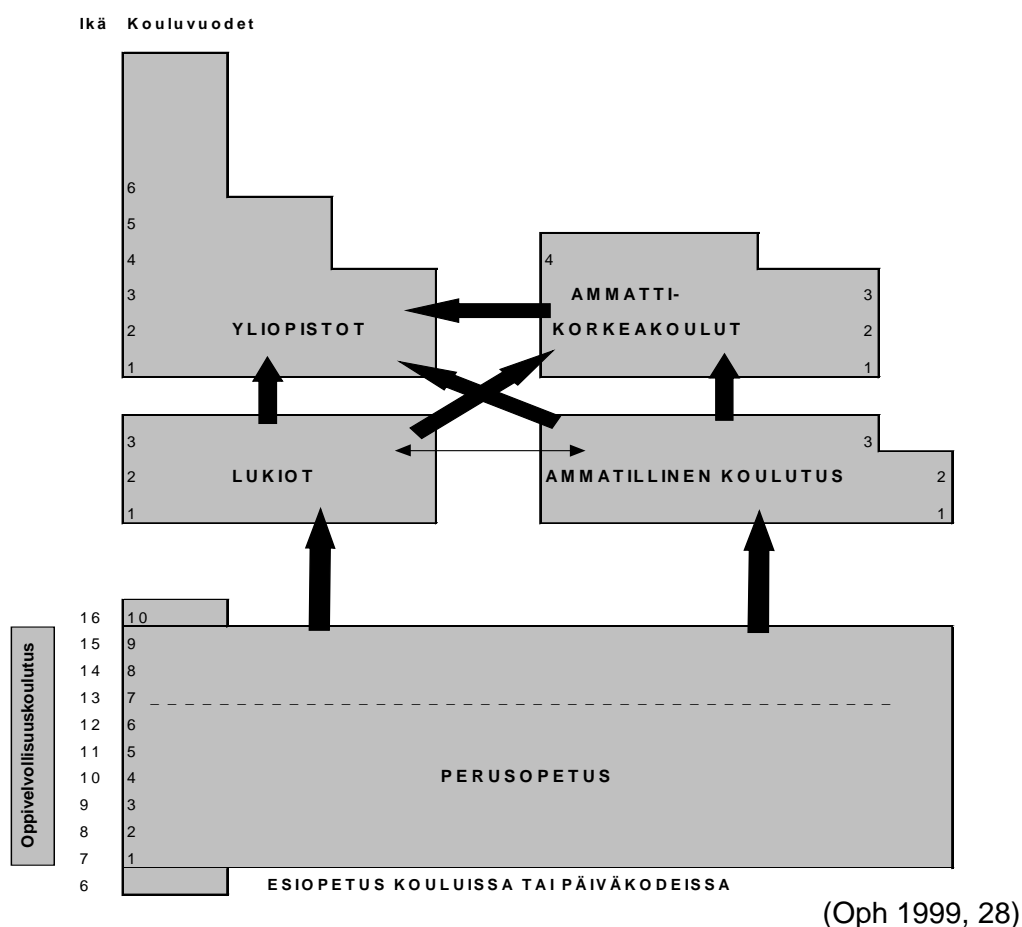 Ikä Kouluvuodet
6
5
4
3
2
1
YLIOPISTOT
4
AMMATTI-
KORKEAKOULUT
3
2
1
3
2
1
LUKIOT
AMMATILLINEN KOULUTUS
3
2
1
Oppivelvollisuuskoulutus
16 10
15 9
14 8
13 7
12 6
11 5
10 4
9 3
8 2
7 1
6
PERUSOPETUS
ESIOPETUS KOULUISSA TAI PÄIVÄKODEISSA
(Oph 1999, 28)